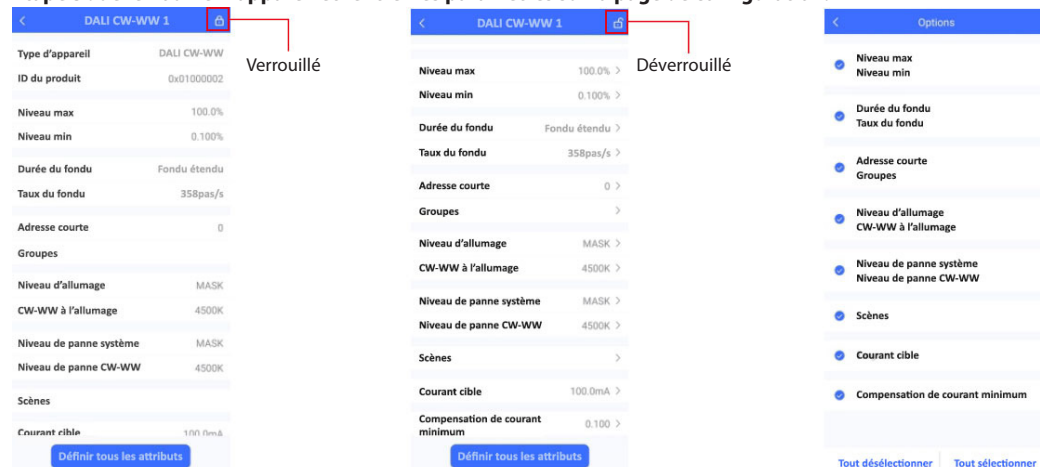 DALI CW-WW 1
Type d'appareil DALI CW-WW
ID du produit 0x01000002
Niveau max 100.0%
Niveau min 0.100%
Durée du fondu Fondu étendu
Taux du fondu 358pas/s
Adresse courte 0
Groupes
Niveau d'allumage MASK
CW-WW à l'allumage 4500K
Niveau de panne système MASK
Niveau de panne CW-WW 4500K
Scènes
Courant cible 100.0mA
Définir tous les attributs
Verrouillé
DALI CW-WW 1
Niveau max 100.0% >
Niveau min 0.100% >
Durée du fondu Fondu étendu >
Taux du fondu 358pas/s >
Adresse courte 0 >
Groupes >
Niveau d'allumage MASK >
CW-WW à l'allumage 4500K >
Niveau de panne système MASK >
Niveau de panne CW-WW 4500K >
Scènes >
Courant cible 100.0mA >
Compensation de courant
minimum 0.100 >
Définir tous les attributs
Déverrouillé
Options
Niveau max
Niveau min
Durée du fondu
Taux du fondu
Adresse courte
Groupes
Niveau d'allumage
CW-WW à l'allumage
Niveau de panne système
Niveau de panne CW-WW
Scènes
Courant cible
Compensation de courant minimum
Tout désélectionner Tout sélectionner